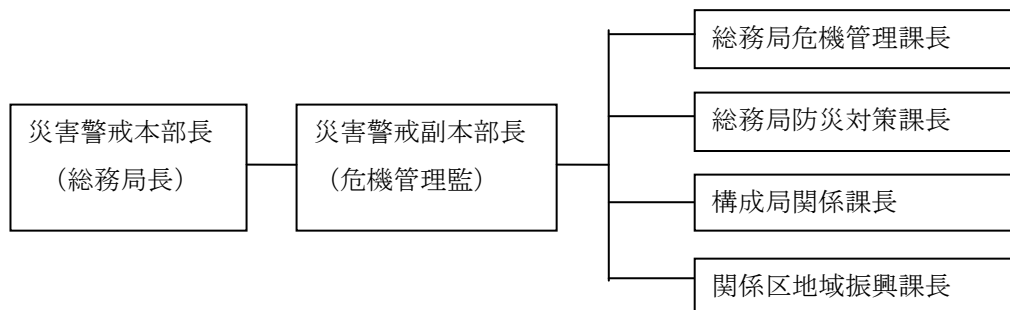 災害警戒本部長
（総務局長）
災害警戒副本部長
（危機管理監）
総務局危機管理課長
総務局防災対策課長
構成局関係課長
関係区地域振興課長